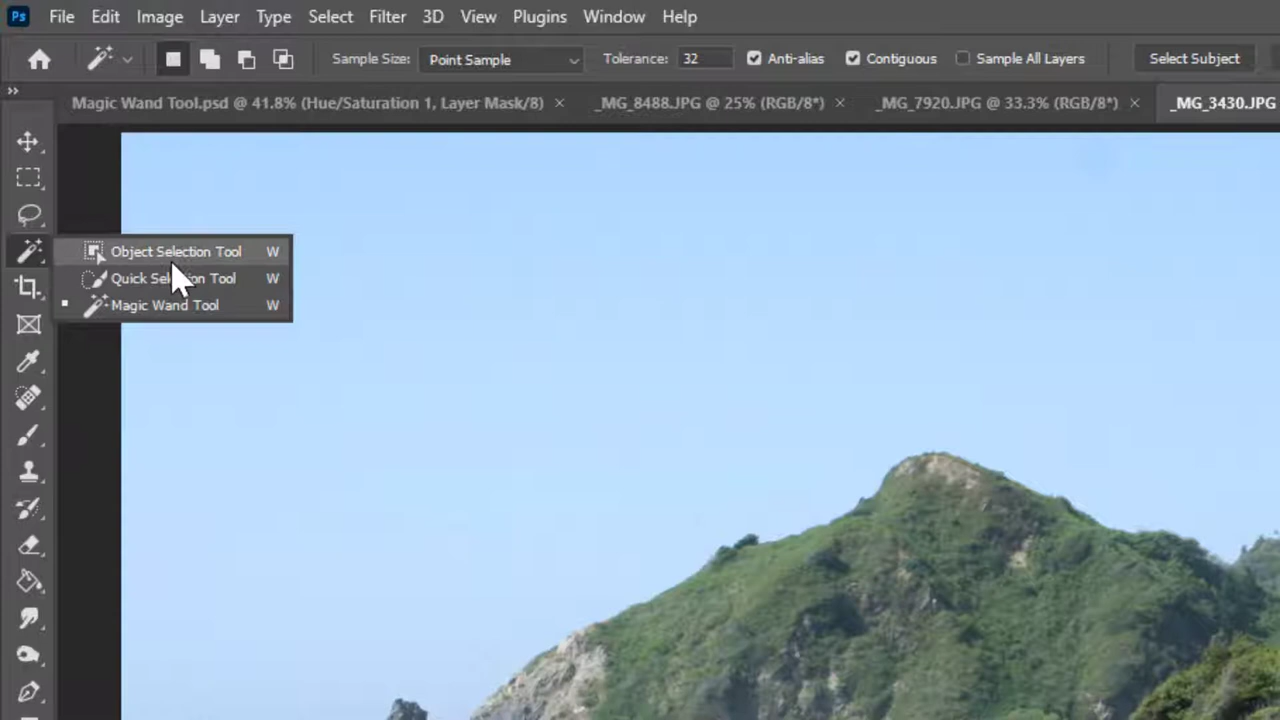 Ps File Edit Image Layer Type Select Filter 3D View Plugins Window Help
Sample Size: Point Sample Tolerance: 32 Anti-alias Contiguous Sample All Layers Select Subject
Magic Wand Tool.psd @ 41.8% (Hue/Saturation 1, Layer Mask/8) × _MG_8488.JPG @ 25% (RGB/8*) × _MG_7920.JPG @ 33.3% (RGB/8*) × _MG_3430.JPG
Object Selection Tool W
Quick Selection Tool W
Magic Wand Tool W